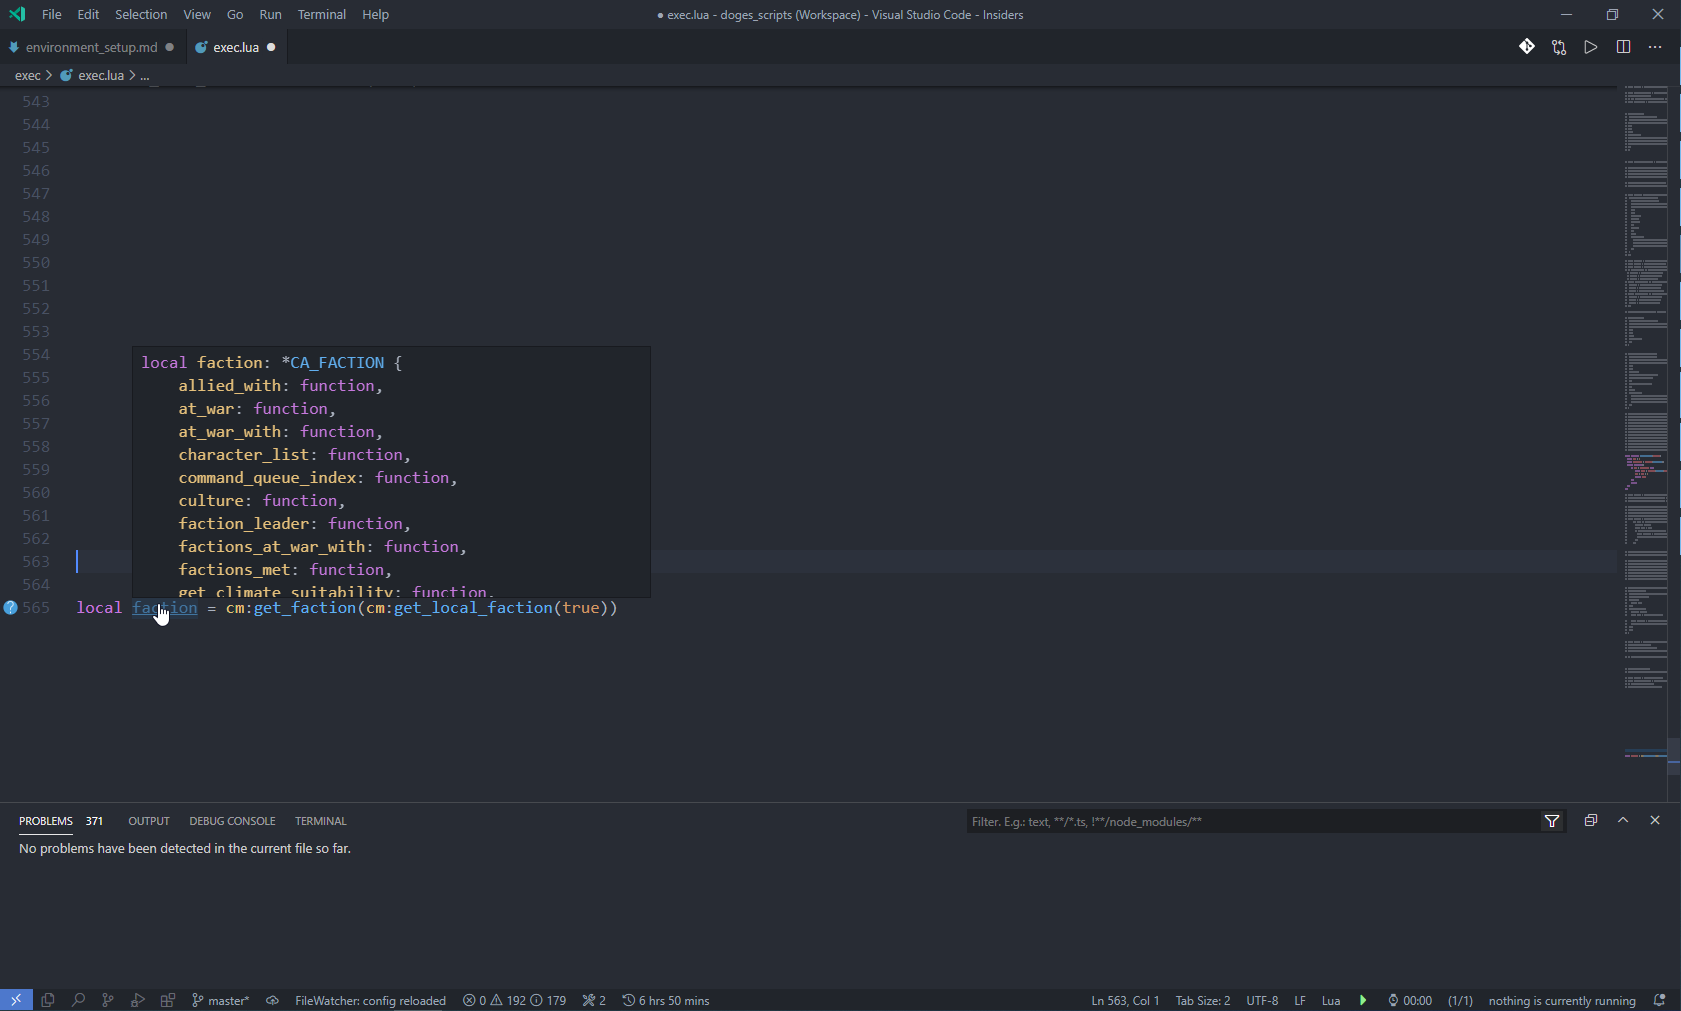 File Edit Selection View Go Run Terminal Help
● exec.lua - doges_scripts (Workspace) - Visual Studio Code - Insiders
environment_setup.md ●
exec.lua ●
exec > exec.lua > ...
543
544
545
546
547
548
549
550
551
552
553
554
555
556
557
558
559
560
561
562
563
564
local faction: *CA_FACTION {
allied_with: function,
at_war: function,
at_war_with: function,
character_list: function,
command_queue_index: function,
culture: function,
faction_leader: function,
factions_at_war_with: function,
factions_met: function,
get_climate_suitability: function,
565 local faction = cm:get_faction(cm:get_local_faction(true))
PROBLEMS 371 OUTPUT DEBUG CONSOLE TERMINAL
Filter. E.g.: text, **/*.ts, !**/node_modules/**
No problems have been detected in the current file so far.
master* FileWatcher: config reloaded 0 192 179 2 6 hrs 50 mins
Ln 563, Col 1 Tab Size: 2 UTF-8 LF Lua 00:00 (1/1) nothing is currently running